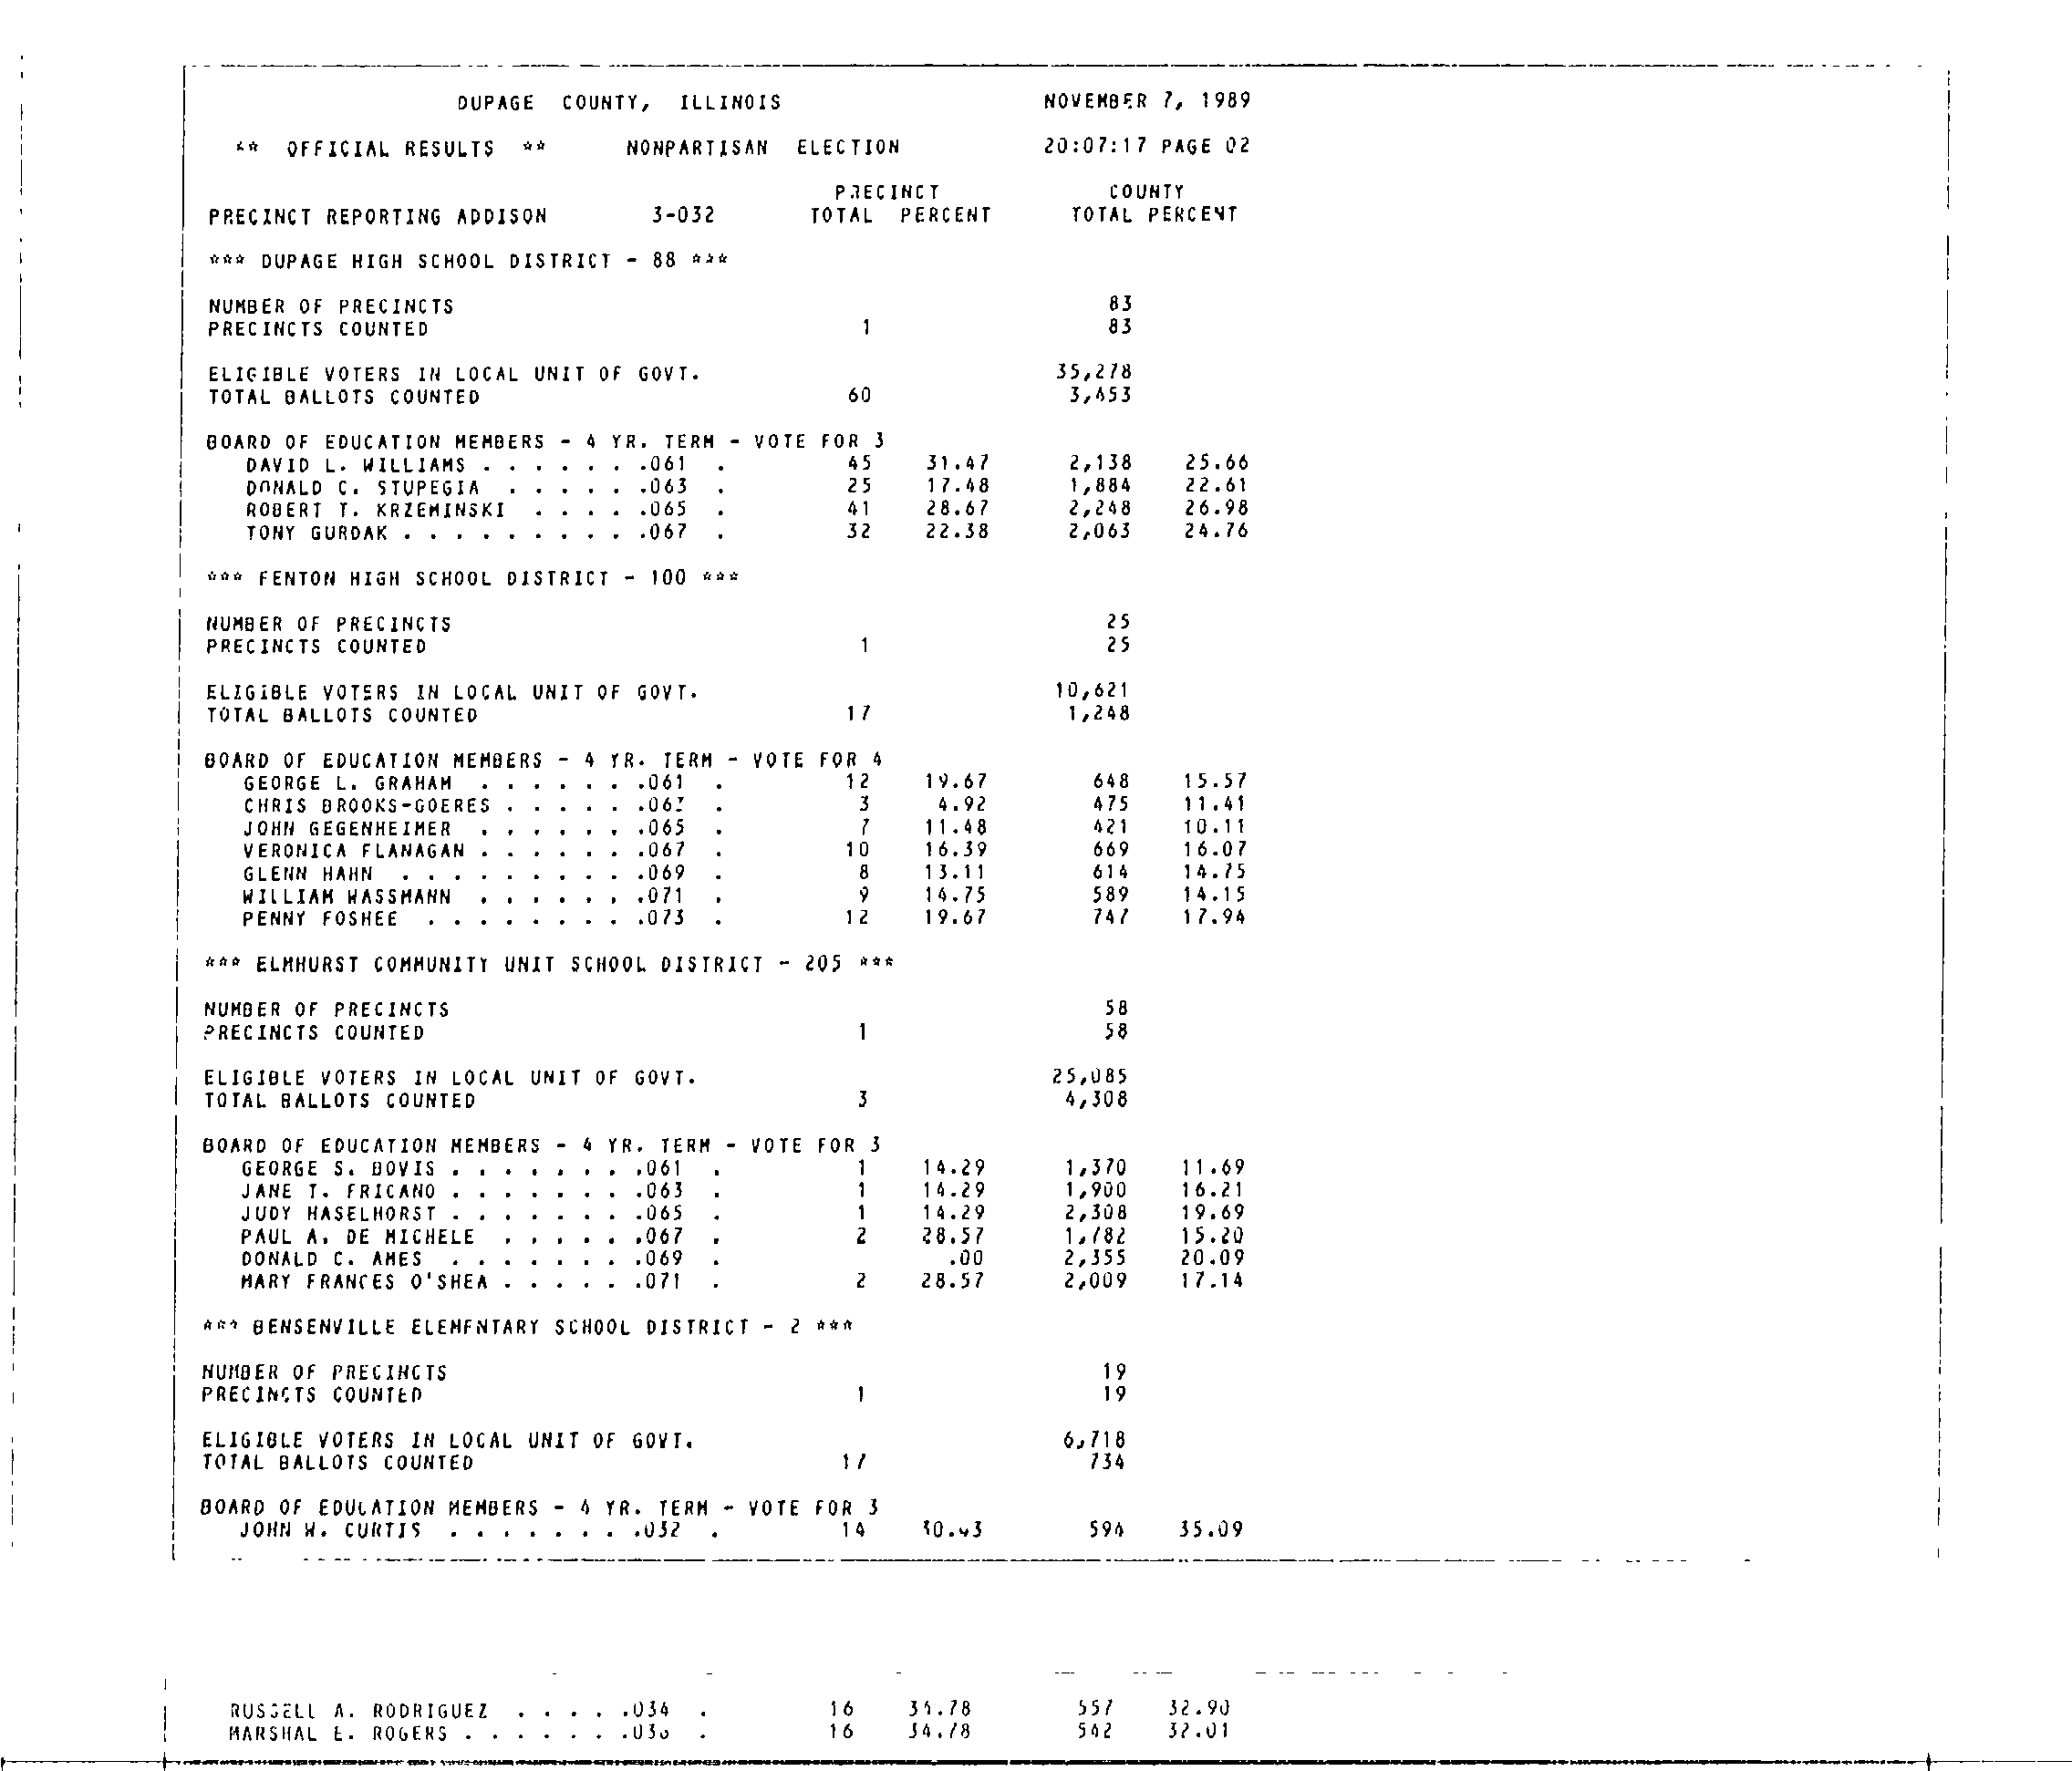 DUPAGE COUNTY, ILLINOIS NOVEMBER 7, 1989
** OFFICIAL RESULTS ** NONPARTISAN ELECTION 20:07:17 PAGE 02
PRECINCT COUNTY
PRECINCT REPORTING ADDISON 3-032 TOTAL PERCENT TOTAL PERCENT
*** DUPAGE HIGH SCHOOL DISTRICT - 88 ***
NUMBER OF PRECINCTS 83
PRECINCTS COUNTED 1 83
ELIGIBLE VOTERS IN LOCAL UNIT OF GOVT. 35,278
TOTAL BALLOTS COUNTED 60 3,453
BOARD OF EDUCATION MEMBERS - 4 YR. TERM - VOTE FOR 3
DAVID L. WILLIAMS . . . . . . .061 . 45 31.47 2,138 25.66
DONALD C. STUPEGIA . . . . . .063 . 25 17.48 1,884 22.61
ROBERT T. KRZEMINSKI . . . . .065 . 41 28.67 2,248 26.98
TONY GURDAK . . . . . . . . . .067 . 32 22.38 2,063 24.76
*** FENTON HIGH SCHOOL DISTRICT - 100 ***
NUMBER OF PRECINCTS 25
PRECINCTS COUNTED 1 25
ELIGIBLE VOTERS IN LOCAL UNIT OF GOVT. 10,621
TOTAL BALLOTS COUNTED 17 1,248
BOARD OF EDUCATION MEMBERS - 4 YR. TERM - VOTE FOR 4
GEORGE L. GRAHAM . . . . . . .061 . 12 19.67 648 15.57
CHRIS BROOKS-GOERES . . . . . .063 . 3 4.92 475 11.41
JOHN GEGENHEIMER . . . . . . .065 . 7 11.48 421 10.11
VERONICA FLANAGAN . . . . . . .067 . 10 16.39 669 16.07
GLENN HAHN . . . . . . . . . .069 . 8 13.11 614 14.75
WILLIAM WASSMANN . . . . . . .071 . 9 14.75 589 14.15
PENNY FOSHEE . . . . . . . . .073 . 12 19.67 747 17.94
*** ELMHURST COMMUNITY UNIT SCHOOL DISTRICT - 205 ***
NUMBER OF PRECINCTS 58
PRECINCTS COUNTED 1 58
ELIGIBLE VOTERS IN LOCAL UNIT OF GOVT. 25,085
TOTAL BALLOTS COUNTED 3 4,308
BOARD OF EDUCATION MEMBERS - 4 YR. TERM - VOTE FOR 3
GEORGE S. BOVIS . . . . . . . .061 . 1 14.29 1,370 11.69
JANE T. FRICANO . . . . . . . .063 . 1 14.29 1,900 16.21
JUDY HASELHORST . . . . . . . .065 . 1 14.29 2,308 19.69
PAUL A. DE MICHELE . . . . . .067 . 2 28.57 1,782 15.20
DONALD C. AMES . . . . . . . .069 . .00 2,355 20.09
MARY FRANCES O'SHEA . . . . . .071 . 2 28.57 2,009 17.14
*** BENSENVILLE ELEMENTARY SCHOOL DISTRICT - 2 ***
NUMBER OF PRECINCTS 19
PRECINCTS COUNTED 1 19
ELIGIBLE VOTERS IN LOCAL UNIT OF GOVT. 6,718
TOTAL BALLOTS COUNTED 17 734
BOARD OF EDUCATION MEMBERS - 4 YR. TERM - VOTE FOR 3
JOHN W. CURTIS . . . . . . . .032 . 14 30.43 594 35.09
RUSSELL A. RODRIGUEZ . . . . .034 . 16 34.78 557 32.90
MARSHAL E. ROGERS . . . . . . .036 . 16 34.78 542 32.01